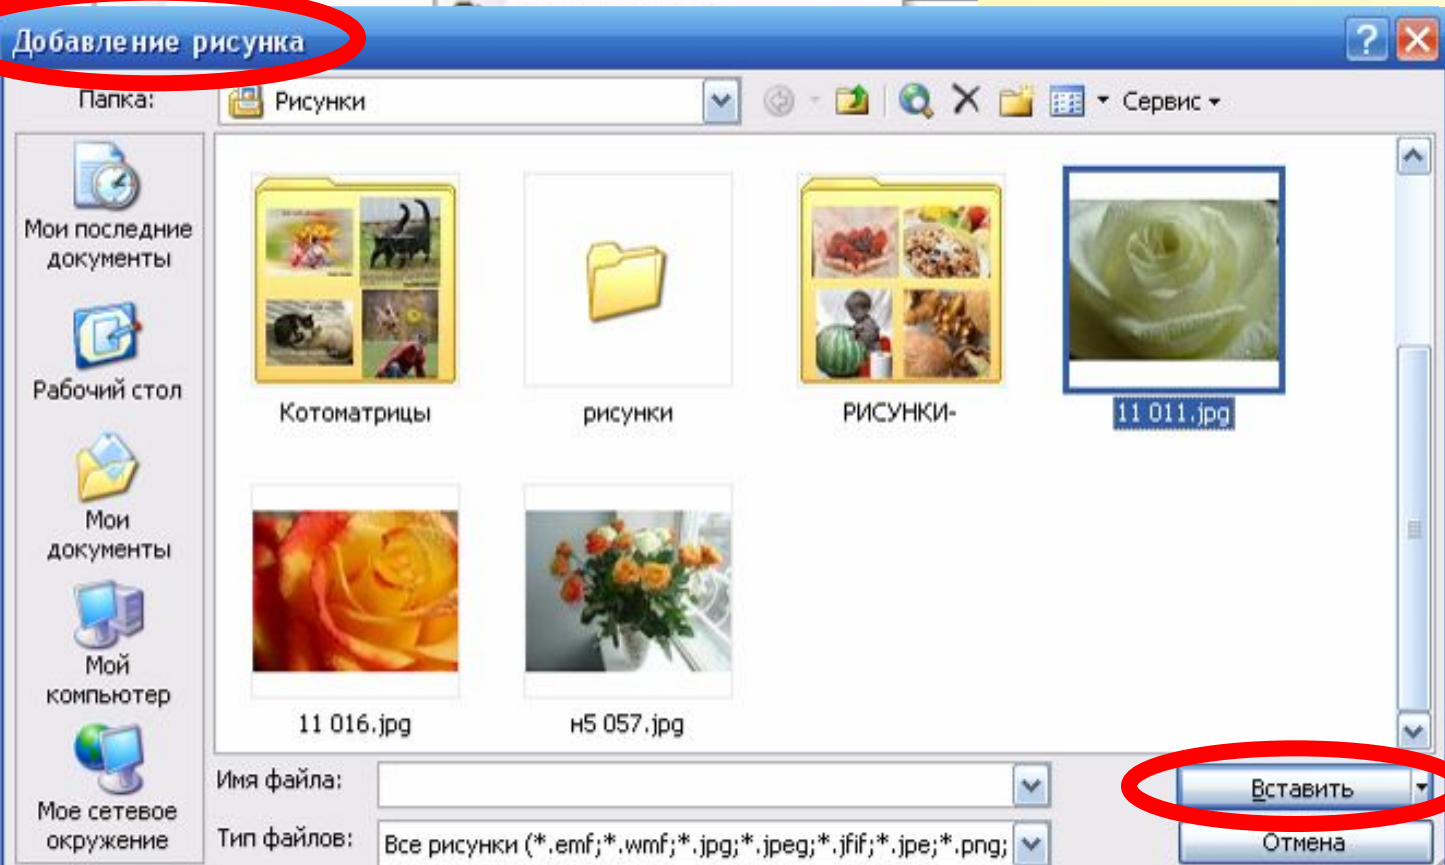 Добавление рисунка
Папка:
Рисунки
Сервис
Мои последние
документы
Рабочий стол
Мои
документы
Мой
компьютер
Мое сетевое
окружение
Котоматрицы
рисунки
РИСУНКИ-
11 011.jpg
11 016.jpg
н5 057.jpg
Имя файла:
Вставить
Тип файлов:
Все рисунки (*.emf;*.wmf;*.jpg;*.jpeg;*.jfif;*.jpe;*.png;
Отмена